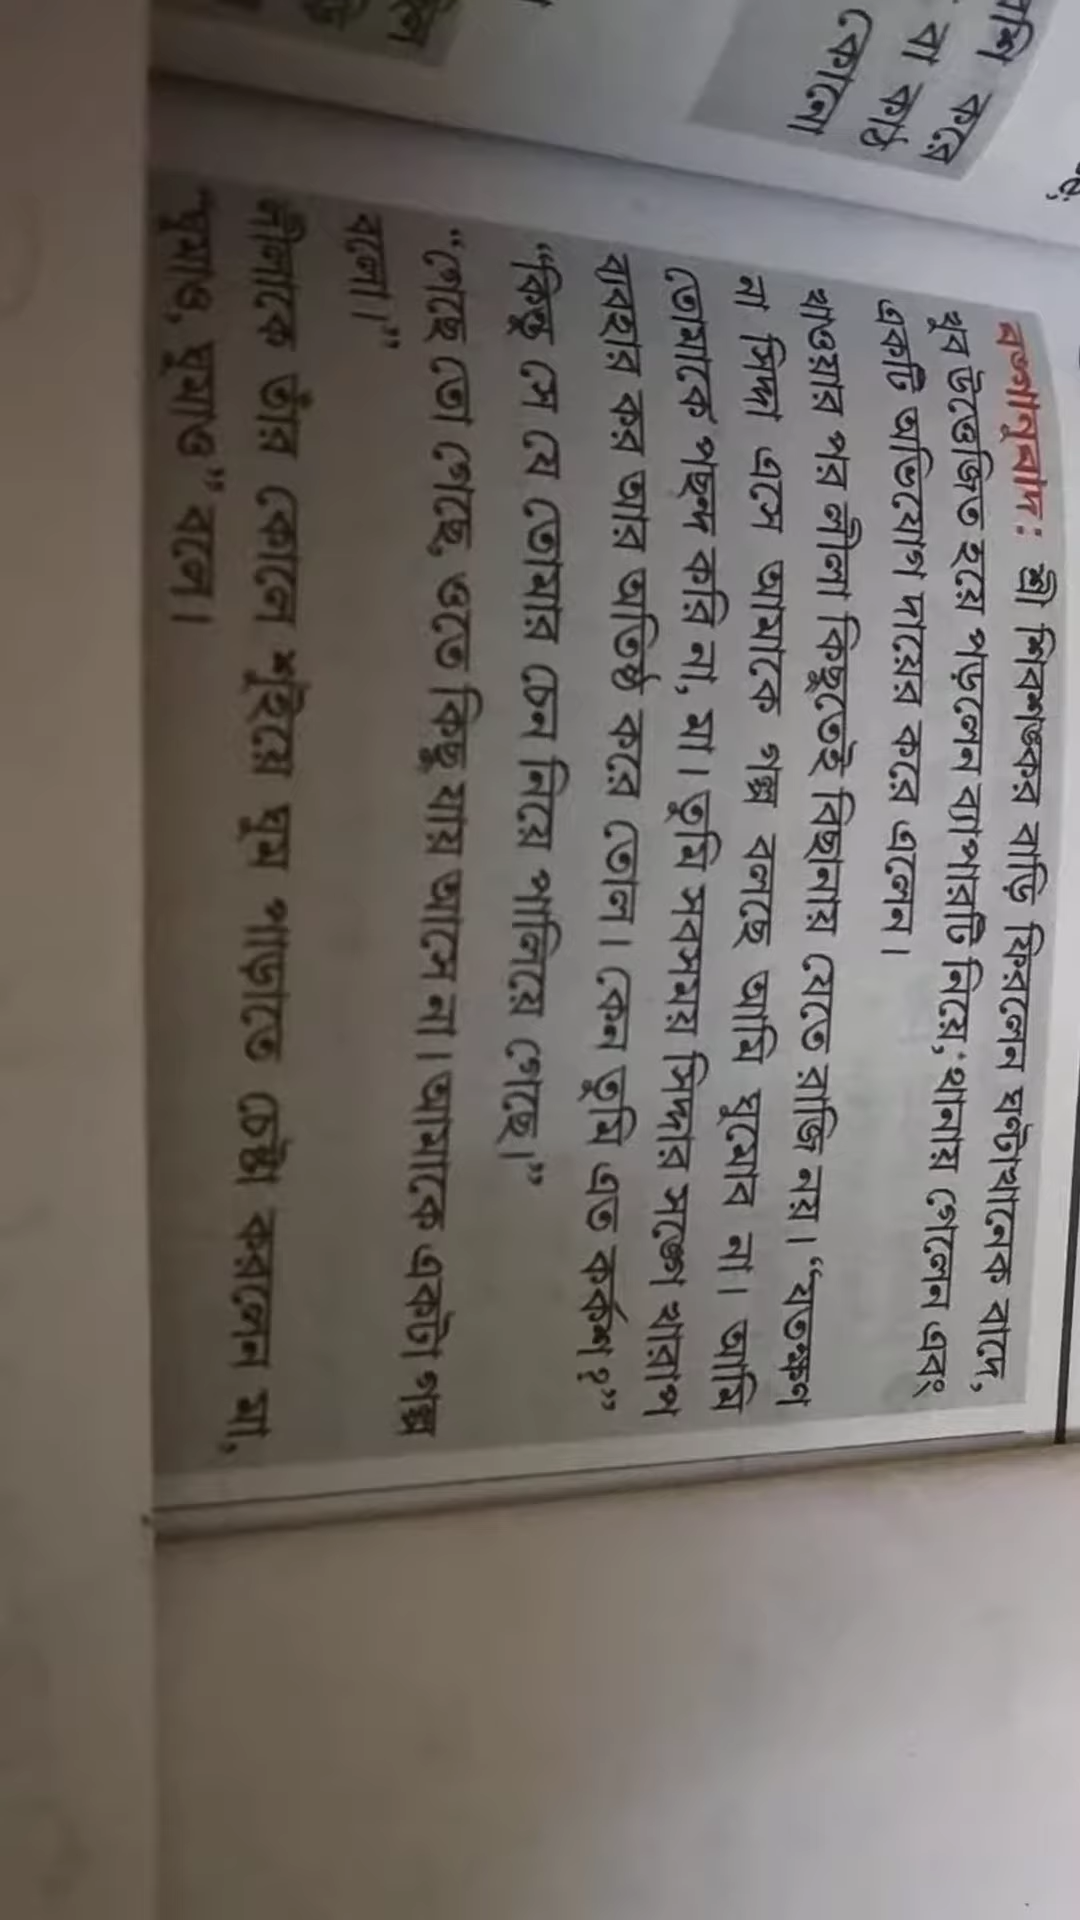 করে
বা কাঠ
কোনো
বঙ্গানুবাদ: শ্রী শিবশঙ্কর বাড়ি ফিরলেন ঘণ্টাখানেক বাদে,
খুব উত্তেজিত হয়ে পড়লেন ব্যাপারটি নিয়ে; থানায় গেলেন এবং
একটি অভিযোগ দায়ের করে এলেন।
খাওয়ার পর লীলা কিছুতেই বিছানায় যেতে রাজি নয়। “যতক্ষণ
না সিদ্দা এসে আমাকে গল্প বলছে আমি ঘুমোব না। আমি
তোমাকে পছন্দ করি না, মা। তুমি সবসময় সিদ্দার সঙ্গে খারাপ
ব্যবহার কর আর অতিষ্ঠ করে তোল। কেন তুমি এত কর্কশ?”
“কিন্তু সে যে তোমার চেন নিয়ে পালিয়ে গেছে।”
“গেছে তো গেছে, ওতে কিছু যায় আসে না। আমাকে একটা গল্প
বলো।”
লীলাকে তাঁর কোলে শুইয়ে ঘুম পাড়াতে চেষ্টা করলেন মা,
“ঘুমাও, ঘুমাও” বলে।